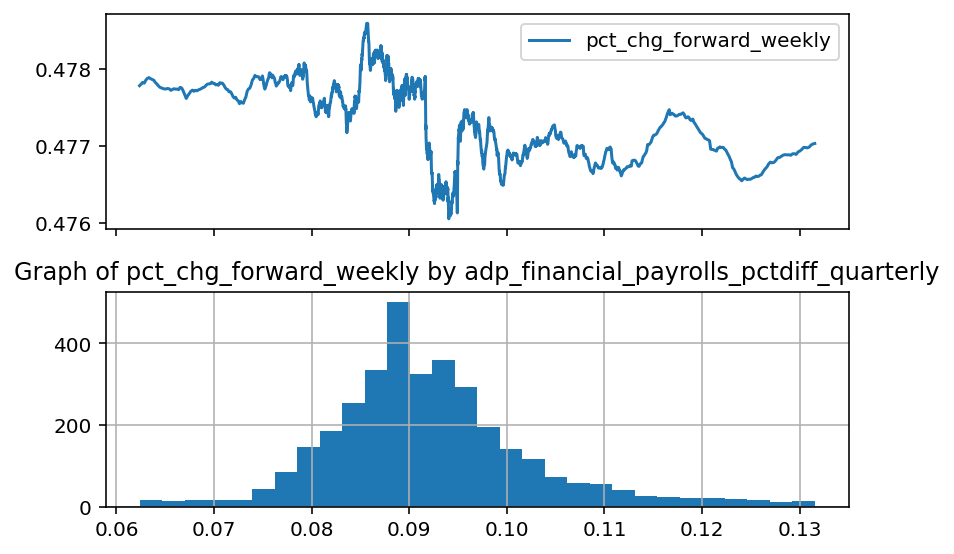 pct_chg_forward_weekly
0.478
0.477
0.476
Graph of pct_chg_forward_weekly by adp_financial_payrolls_pctdiff_quarterly
400
200
0
0.06 0.07 0.08 0.09 0.10 0.11 0.12 0.13